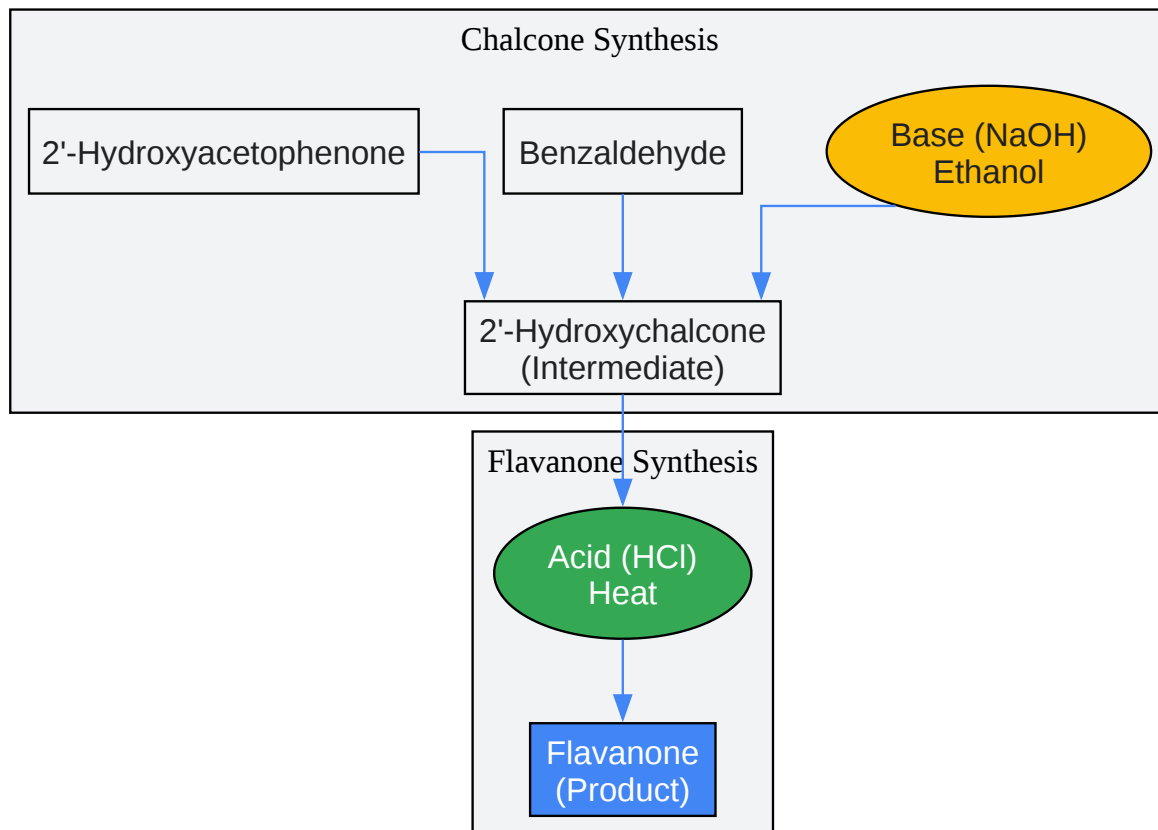 Chalcone Synthesis
2'-Hydroxyacetophenone
Benzaldehyde
Base (NaOH)
Ethanol
2'-Hydroxychalcone
(Intermediate)
Flavanone Synthesis
Acid (HCl)
Heat
Flavanone
(Product)